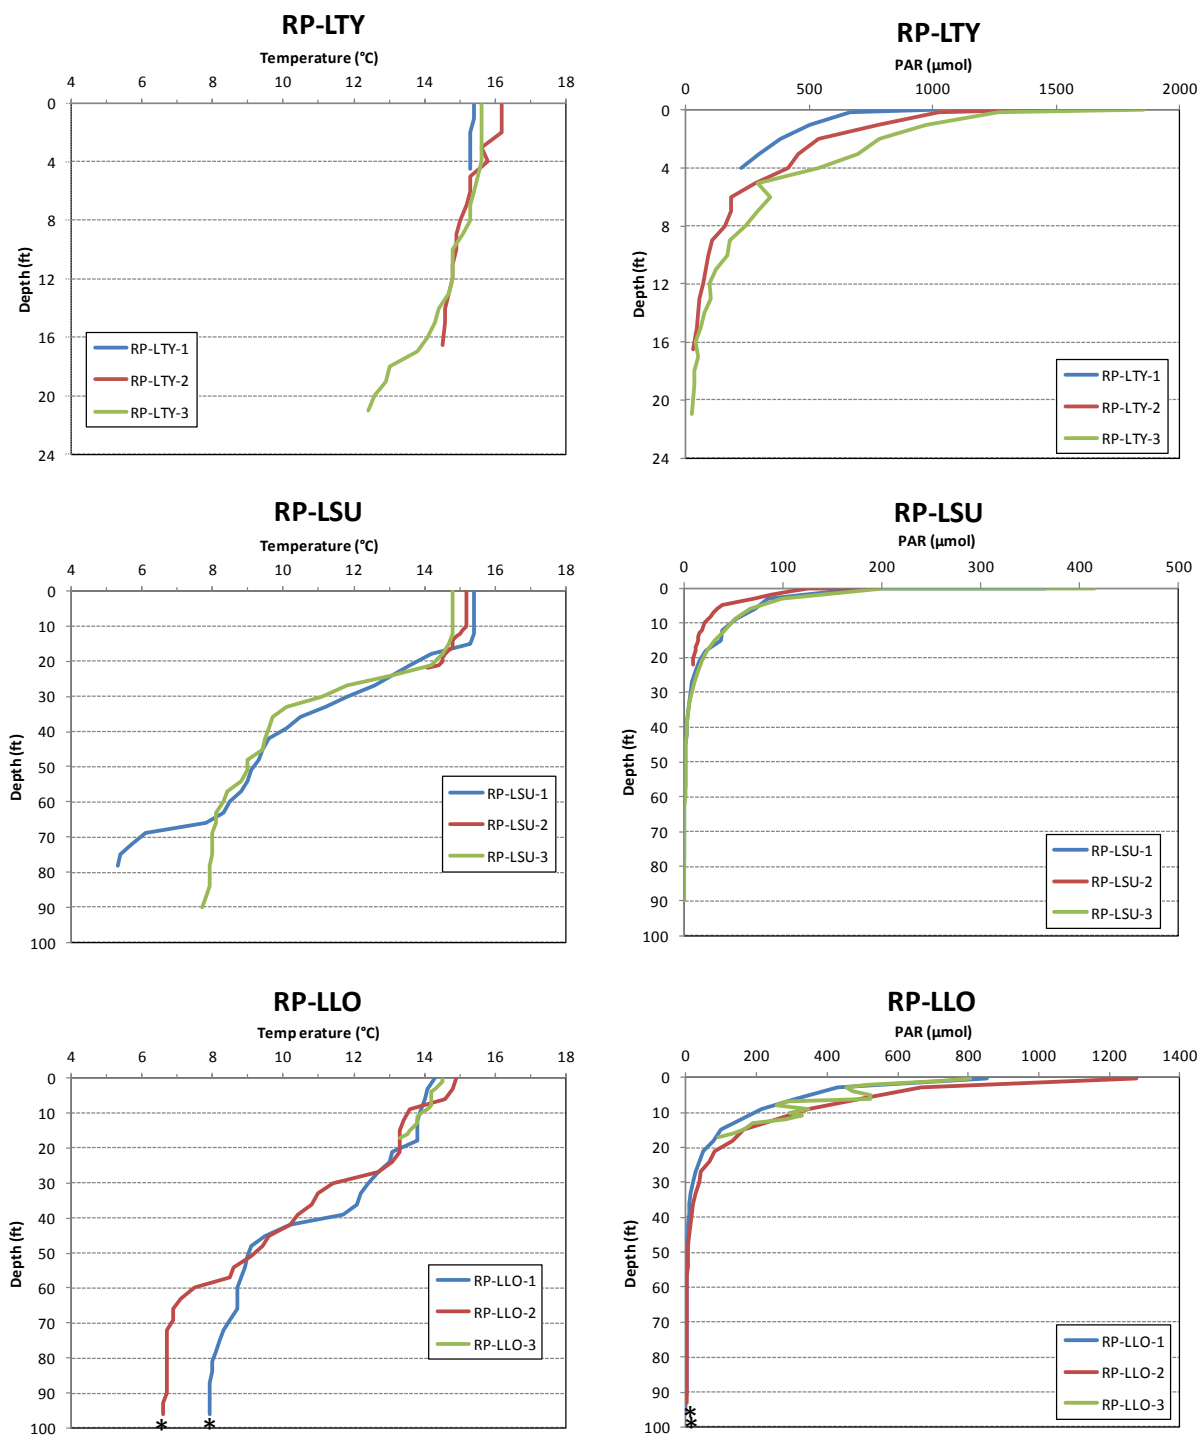 RP-LTY
Temperature (°C)
4 6 8 10 12 14 16 18
0
4
8
12
16
20
24
Depth (ft)
RP-LTY-1
RP-LTY-2
RP-LTY-3
RP-LTY
PAR (µmol)
0 500 1000 1500 2000
0
4
8
12
16
20
24
Depth (ft)
RP-LTY-1
RP-LTY-2
RP-LTY-3
RP-LSU
Temperature (°C)
4 6 8 10 12 14 16 18
0
10
20
30
40
50
60
70
80
90
100
Depth (ft)
RP-LSU-1
RP-LSU-2
RP-LSU-3
RP-LSU
PAR (µmol)
0 100 200 300 400 500
0
10
20
30
40
50
60
70
80
90
100
Depth (ft)
RP-LSU-1
RP-LSU-2
RP-LSU-3
RP-LLO
Temperature (°C)
4 6 8 10 12 14 16 18
0
10
20
30
40
50
60
70
80
90
100
Depth (ft)
RP-LLO-1
RP-LLO-2
RP-LLO-3
* *
RP-LLO
PAR (µmol)
0 200 400 600 800 1000 1200 1400
0
10
20
30
40
50
60
70
80
90
100
Depth (ft)
RP-LLO-1
RP-LLO-2
RP-LLO-3
*
*